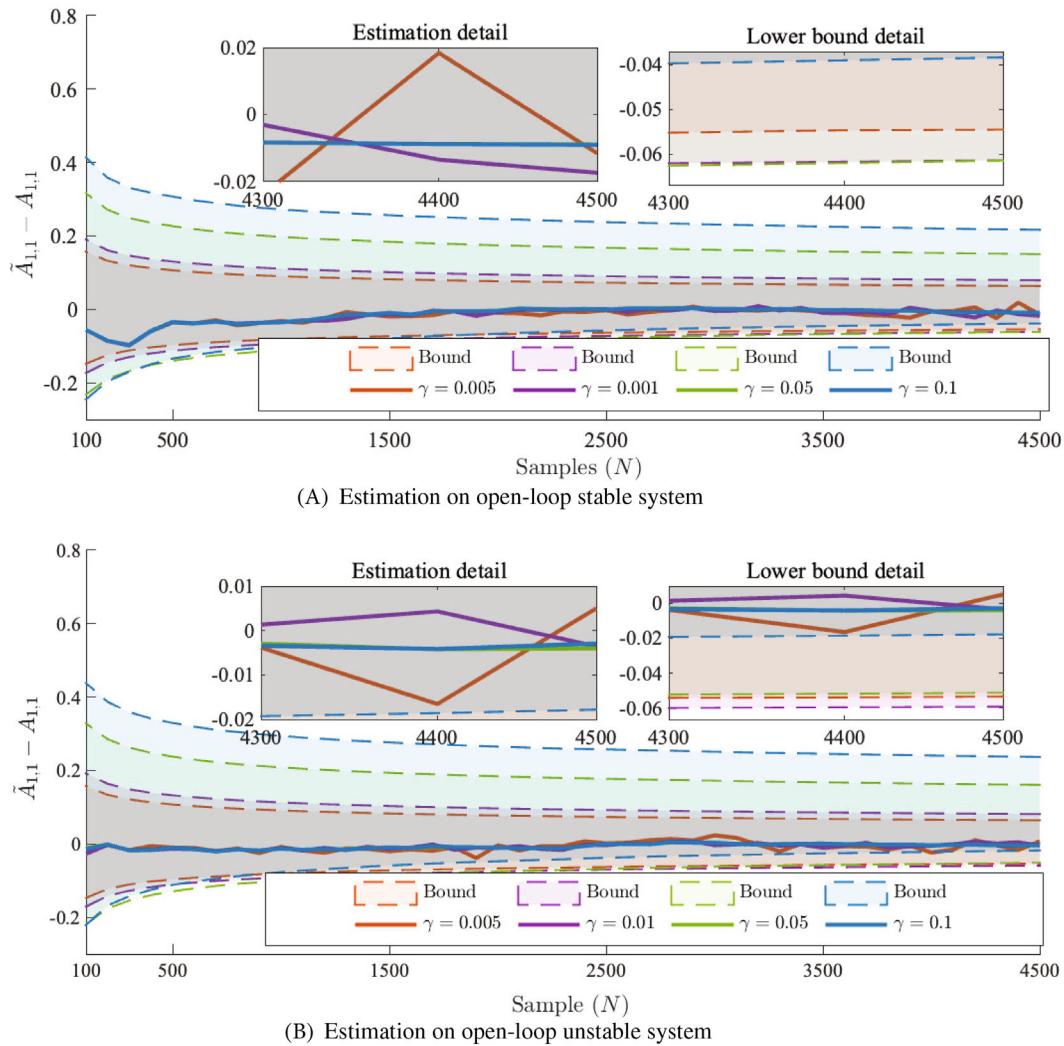 0.8
0.6
0.4
0.2
0
-0.2
Ã₁,₁ − A₁,₁
Estimation detail
0.02
0
-0.02
4300 4400 4500
Lower bound detail
-0.04
-0.05
-0.06
4300 4400 4500
Bound Bound Bound Bound
γ = 0.005 γ = 0.001 γ = 0.05 γ = 0.1
100 500 1500 2500 3500 4500
Samples (N)
(A) Estimation on open-loop stable system
0.8
0.6
0.4
0.2
0
-0.2
Ã₁,₁ − A₁,₁
Estimation detail
0.01
0
-0.01
-0.02
4300 4400 4500
Lower bound detail
0
-0.02
-0.04
-0.06
4300 4400 4500
Bound Bound Bound Bound
γ = 0.005 γ = 0.01 γ = 0.05 γ = 0.1
100 500 1500 2500 3500 4500
Sample (N)
(B) Estimation on open-loop unstable system